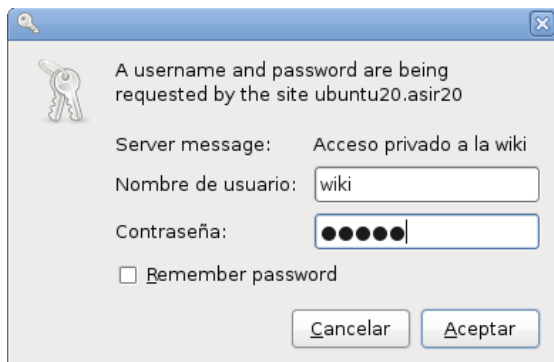 A username and password are being
requested by the site ubuntu20.asir20
Server message: Acceso privado a la wiki
Nombre de usuario: wiki
Contraseña: ●●●●●
Remember password
Cancelar Aceptar